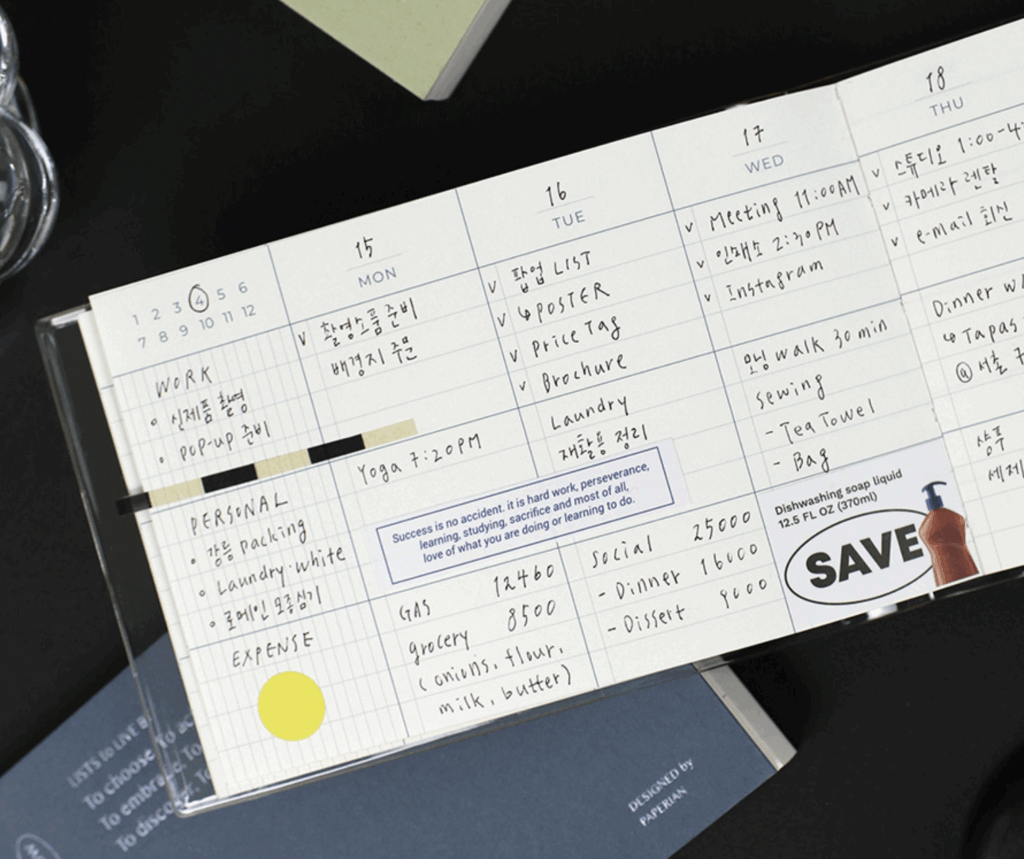 1 2 3 4 5 6
7 8 9 10 11 12
WORK
• 신제품 촬영
• POP-UP 준비
PERSONAL
• 강릉 packing
• Laundry·white
• 로메인 모종심기
EXPENSE
15
MON
v 촬영소품준비
배경지 주문
Yoga 7:20PM
Success is no accident. it is hard work, perseverance,
learning, studying, sacrifice and most of all,
love of what you are doing or learning to do.
GAS 12460
grocery 8500
(onions, flour,
milk, butter)
16
TUE
v 팝업 LIST
v ↳POSTER
v Price Tag
v Brochure
Laundry
재활용 정리
social 25000
- Dinner 16000
- Dissert 9000
17
WED
v Meeting 11:00AM
v 인쇄소 2:30PM
v Instagram
모닝 walk 30 min
sewing
- Tea Towel
- Bag
Dishwashing soap liquid
12.5 FL OZ (370ml)
SAVE
18
THU
v 스튜디오 1:00-4
v 카메라 렌탈
v e-mail 회신
Dinner
↳ Tapas
@ 서촌
샴푸
세제
LISTS to LIVE B
To choose To ac
To embrac To
To disco To
DESIGNED by
PAPERIAN